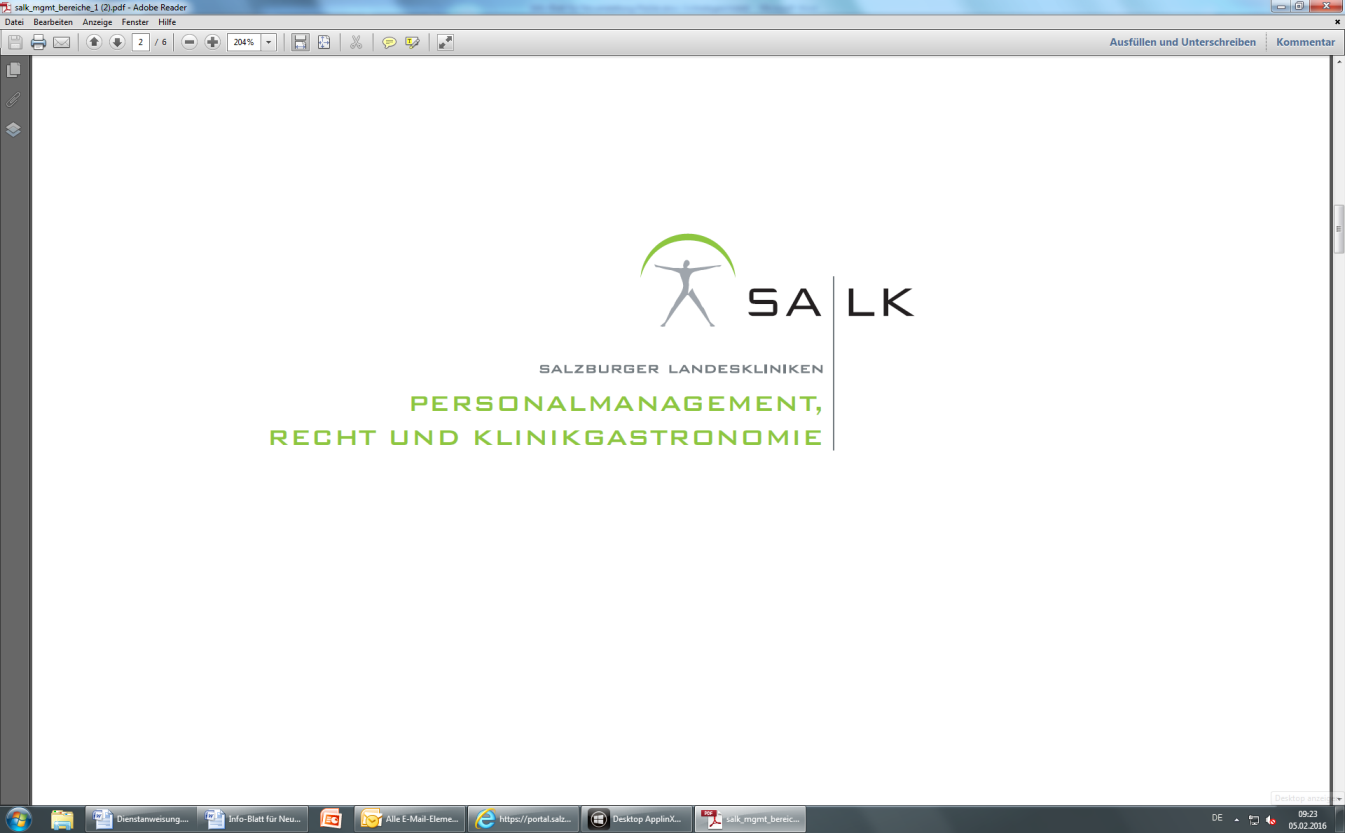 salk_mgmt_bereiche_1 (2).pdf - Adobe Reader
Datei Bearbeiten Anzeige Fenster Hilfe
2 / 6 204% Ausfüllen und Unterschreiben Kommentar
SA LK
SALZBURGER LANDESKLINIKEN
PERSONALMANAGEMENT,
RECHT UND KLINIKGASTRONOMIE
Desktop anzeigen
Dienstanweisung.... Info-Blatt für Neu... Alle E-Mail-Eleme... https://portal.salz... Desktop ApplinX... salk_mgmt_bereic... DE 09:23
05.02.2016